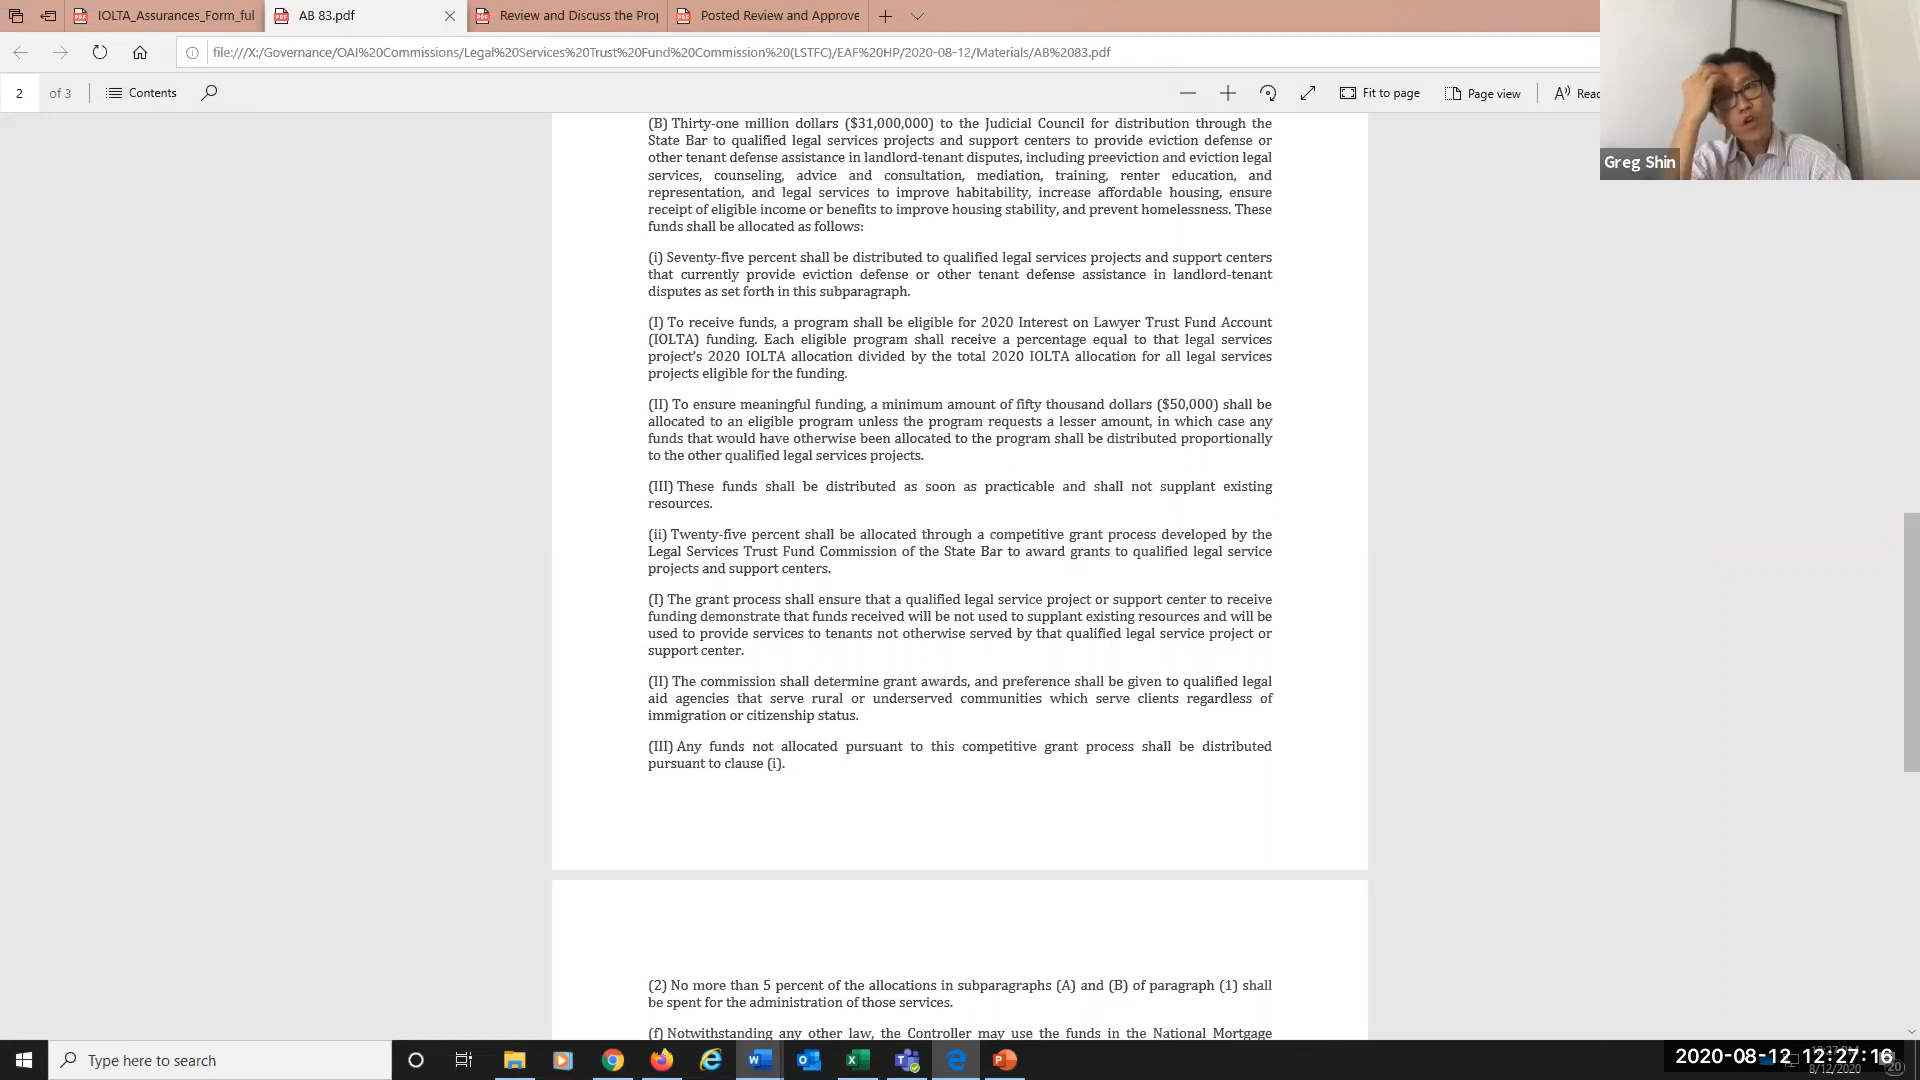 IOLTA_Assurances_Form_ful
AB 83.pdf
Review and Discuss the Pro
Posted Review and Approve
file:///X:/Governance/OAI%20Commissions/Legal%20Services%20Trust%20Fund%20Commission%20(LSTFC)/EAF%20HP/2020-08-12/Materials/AB%2083.pdf
2 of 3 Contents Fit to page Page view Reac
Greg Shin
(B) Thirty-one million dollars ($31,000,000) to the Judicial Council for distribution through the
State Bar to qualified legal services projects and support centers to provide eviction defense or
other tenant defense assistance in landlord-tenant disputes, including preeviction and eviction legal
services, counseling, advice and consultation, mediation, training, renter education, and
representation, and legal services to improve habitability, increase affordable housing, ensure
receipt of eligible income or benefits to improve housing stability, and prevent homelessness. These
funds shall be allocated as follows:
(i) Seventy-five percent shall be distributed to qualified legal services projects and support centers
that currently provide eviction defense or other tenant defense assistance in landlord-tenant
disputes as set forth in this subparagraph.
(I) To receive funds, a program shall be eligible for 2020 Interest on Lawyer Trust Fund Account
(IOLTA) funding. Each eligible program shall receive a percentage equal to that legal services
project's 2020 IOLTA allocation divided by the total 2020 IOLTA allocation for all legal services
projects eligible for the funding.
(II) To ensure meaningful funding, a minimum amount of fifty thousand dollars ($50,000) shall be
allocated to an eligible program unless the program requests a lesser amount, in which case any
funds that would have otherwise been allocated to the program shall be distributed proportionally
to the other qualified legal services projects.
(III) These funds shall be distributed as soon as practicable and shall not supplant existing
resources.
(ii) Twenty-five percent shall be allocated through a competitive grant process developed by the
Legal Services Trust Fund Commission of the State Bar to award grants to qualified legal service
projects and support centers.
(I) The grant process shall ensure that a qualified legal service project or support center to receive
funding demonstrate that funds received will be not used to supplant existing resources and will be
used to provide services to tenants not otherwise served by that qualified legal service project or
support center.
(II) The commission shall determine grant awards, and preference shall be given to qualified legal
aid agencies that serve rural or underserved communities which serve clients regardless of
immigration or citizenship status.
(III) Any funds not allocated pursuant to this competitive grant process shall be distributed
pursuant to clause (i).
(2) No more than 5 percent of the allocations in subparagraphs (A) and (B) of paragraph (1) shall
be spent for the administration of those services.
(f) Notwithstanding any other law, the Controller may use the funds in the National Mortgage
Type here to search
2020-08-12 12:27:16
8/12/2020
20